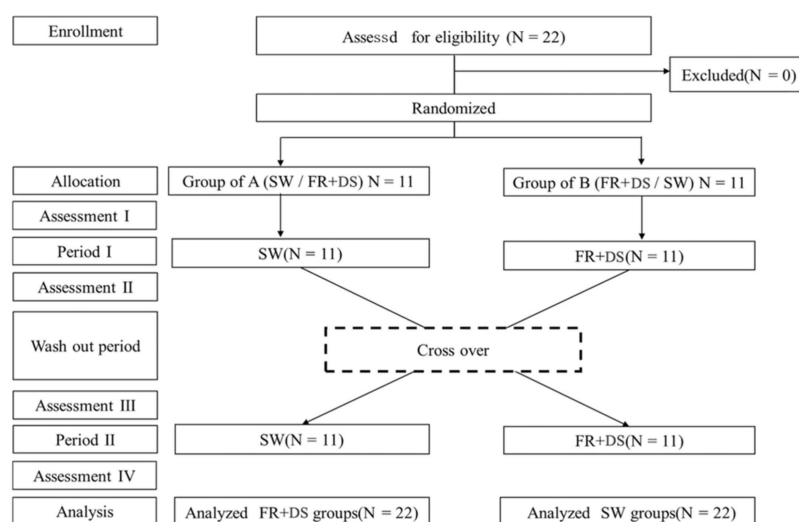 Enrollment
Assessd for eligibility (N = 22)
Excluded(N = 0)
Randomized
Allocation
Group of A (SW / FR+DS) N = 11
Group of B (FR+DS / SW) N = 11
Assessment I
Period I
SW(N = 11)
FR+DS(N = 11)
Assessment II
Wash out period
Cross over
Assessment III
Period II
SW(N = 11)
FR+DS(N = 11)
Assessment IV
Analysis
Analyzed FR+DS groups(N = 22)
Analyzed SW groups(N = 22)